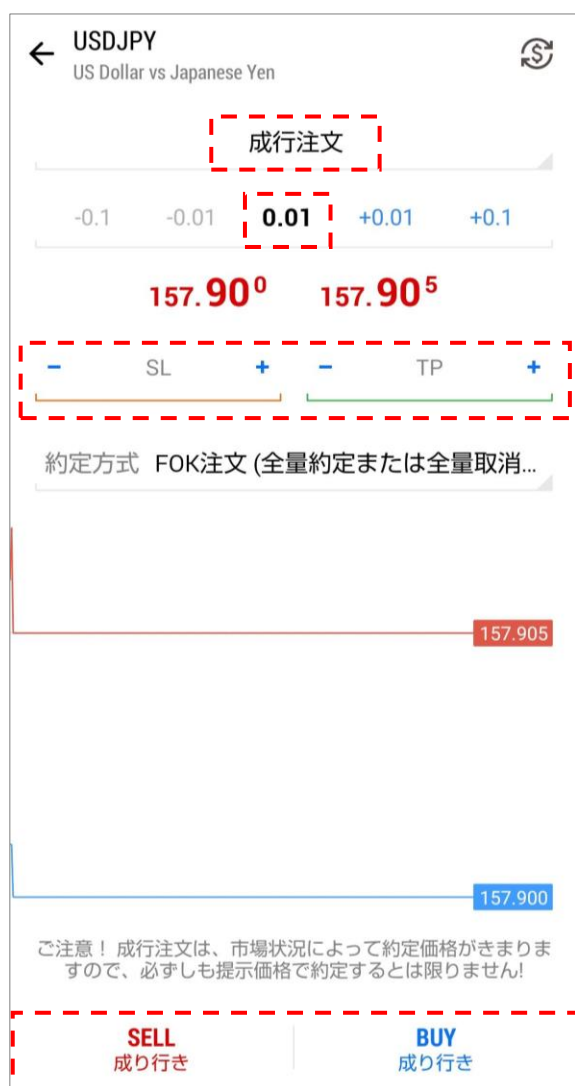 USDJPY
US Dollar vs Japanese Yen
成行注文
-0.1 -0.01 0.01 +0.01 +0.1
157.90⁰ 157.90⁵
− SL + − TP +
約定方式 FOK注文 (全量約定または全量取消...
157.905
157.900
ご注意！成行注文は、市場状況によって約定価格がきまりま
すので、必ずしも提示価格で約定するとは限りません!
SELL BUY
成り行き 成り行き